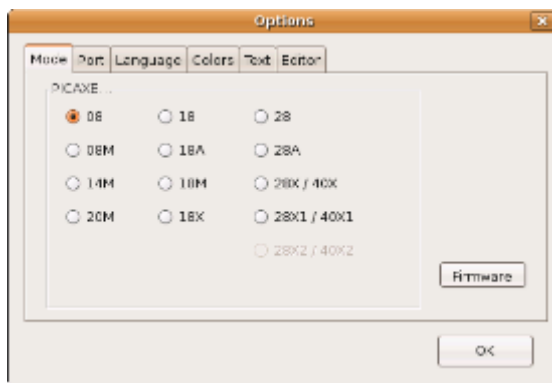 Options
Mode Port Language Colors Text Editor
PICAXE...
08 18 28
08M 18A 28A
14M 18M 28X / 40X
20M 18X 28X1 / 40X1
28X2 / 40X2
Firmware
OK